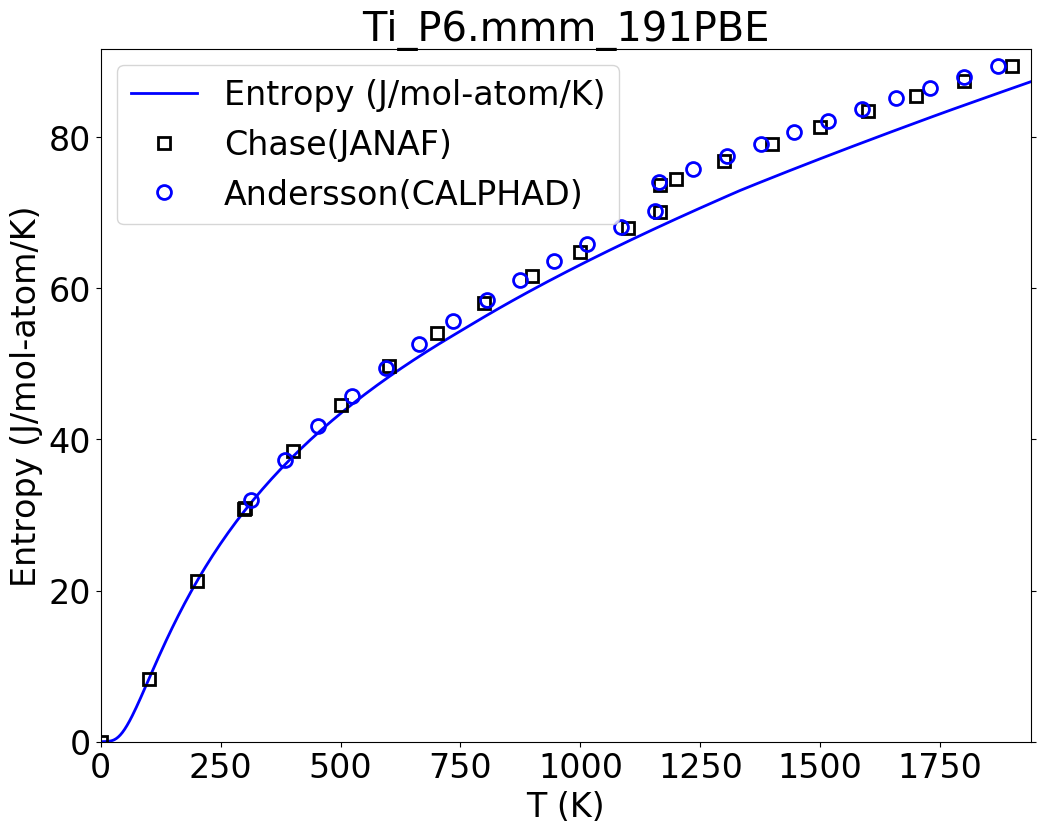 Ti_P6.mmm_191PBE
Entropy (J/mol-atom/K)
Chase(JANAF)
Andersson(CALPHAD)
Entropy (J/mol-atom/K)
80
60
40
20
0
0 250 500 750 1000 1250 1500 1750
T (K)